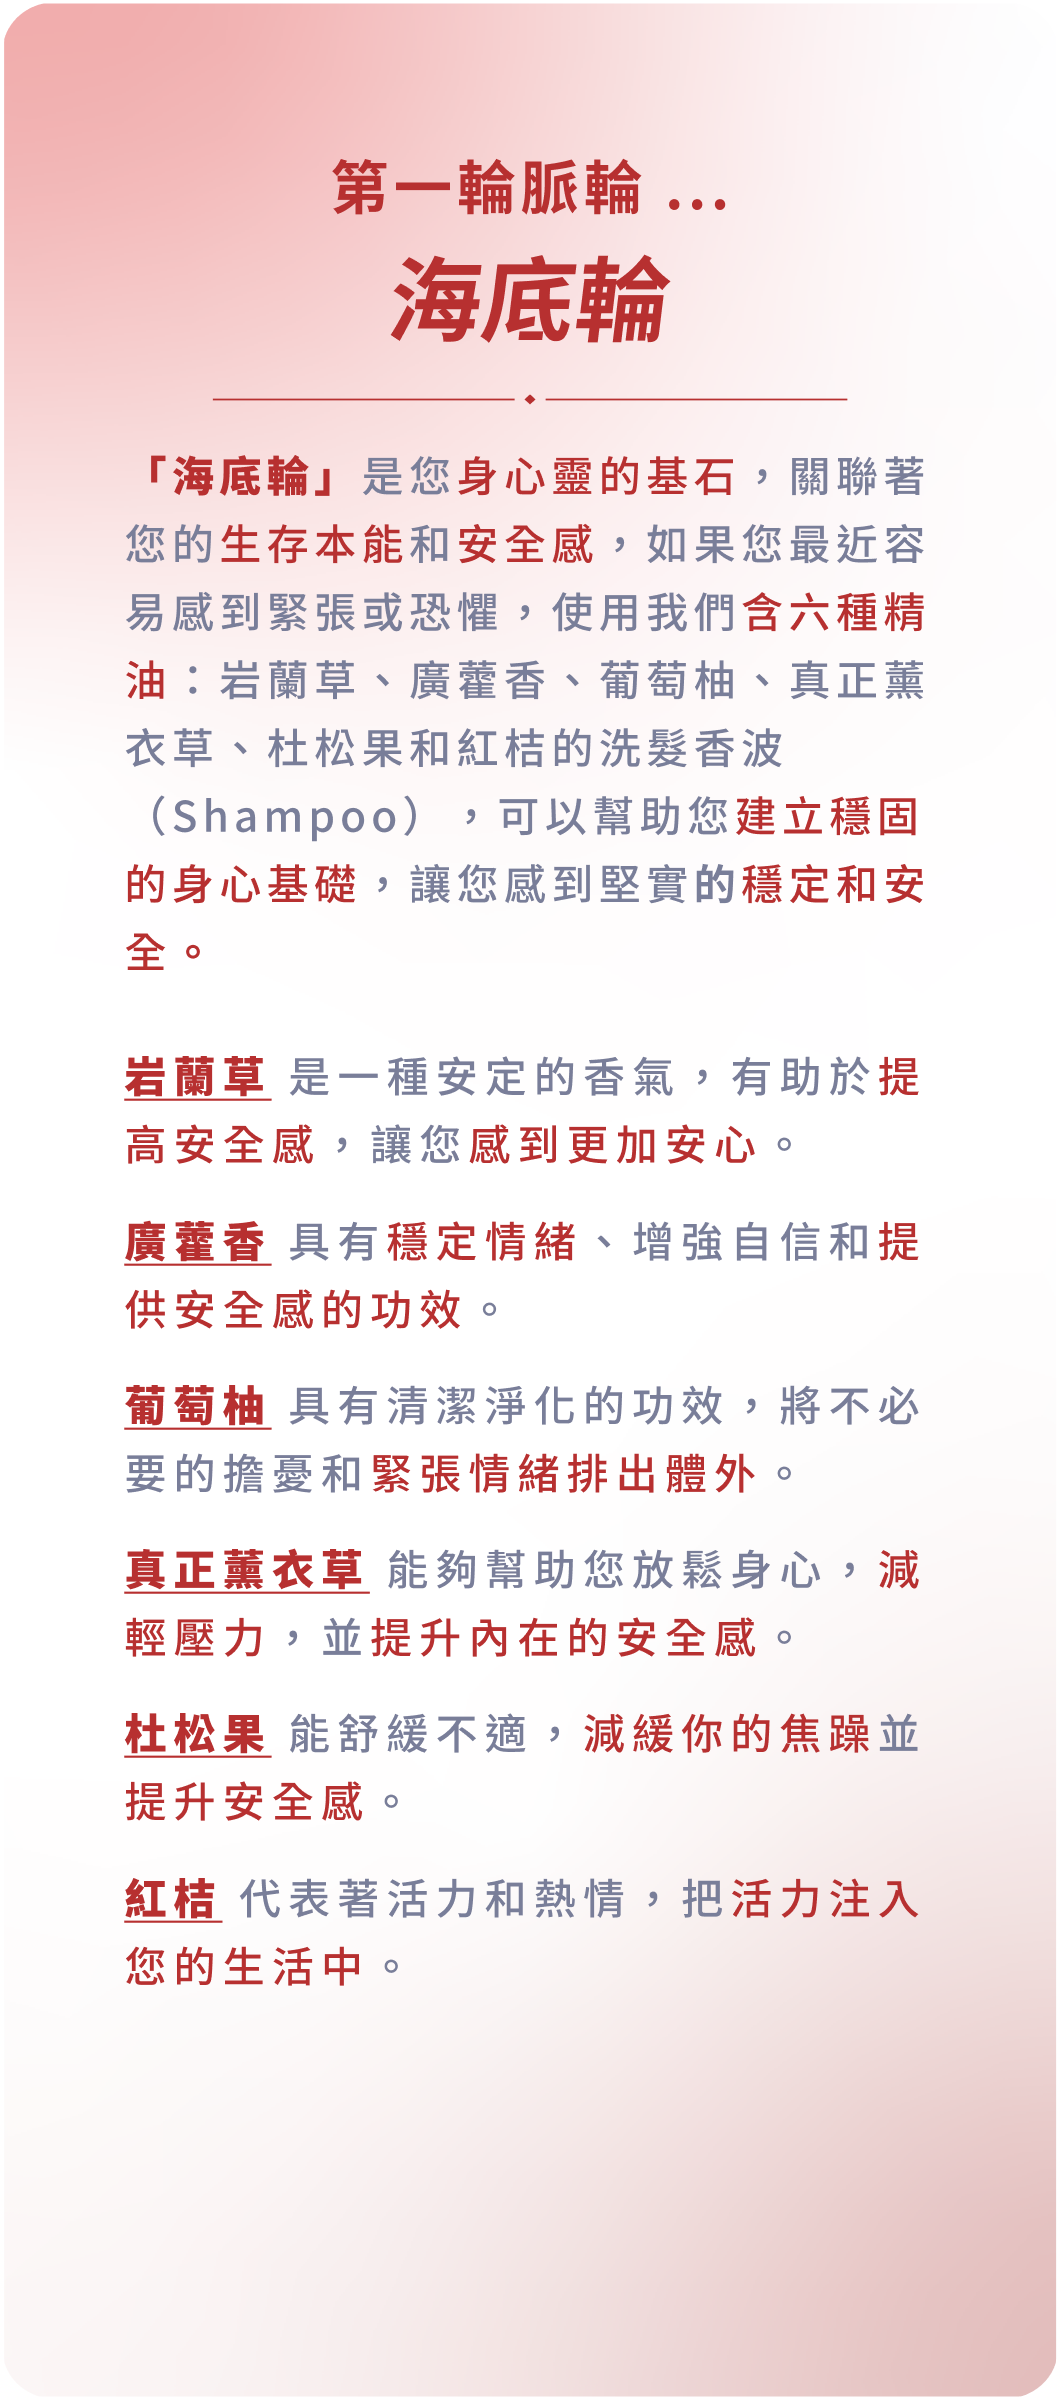 第一輪脈輪 ...
海底輪
「海底輪」是您身心靈的基石，關聯著
您的生存本能和安全感，如果您最近容
易感到緊張或恐懼，使用我們含六種精
油：岩蘭草、廣藿香、葡萄柚、真正薰
衣草、杜松果和紅桔的洗髮香波
（Shampoo），可以幫助您建立穩固
的身心基礎，讓您感到堅實的穩定和安
全。
岩蘭草 是一種安定的香氣，有助於提
高安全感，讓您感到更加安心。
廣藿香 具有穩定情緒、增強自信和提
供安全感的功效。
葡萄柚 具有清潔淨化的功效，將不必
要的擔憂和緊張情緒排出體外。
真正薰衣草 能夠幫助您放鬆身心，減
輕壓力，並提升內在的安全感。
杜松果 能舒緩不適，減緩你的焦躁並
提升安全感。
紅桔 代表著活力和熱情，把活力注入
您的生活中。